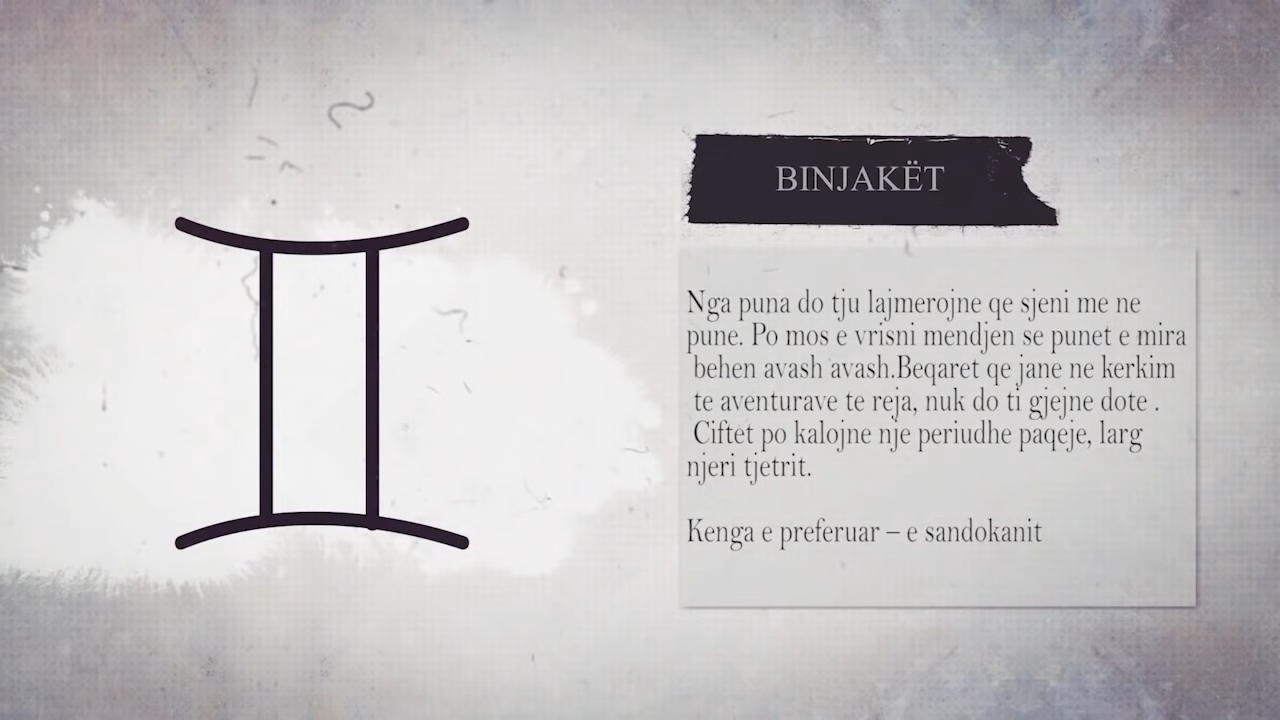 BINJAKËT
Nga puna do tju lajmerojne qe sjeni me ne
pune. Po mos e vrisni mendjen se punet e mira
behen avash avash.Beqaret qe jane ne kerkim
te aventurave te reja, nuk do ti gjejne dote .
Ciftet po kalojne nje periudhe paqeje, larg
njeri tjetrit.
Kenga e preferuar – e sandokanit